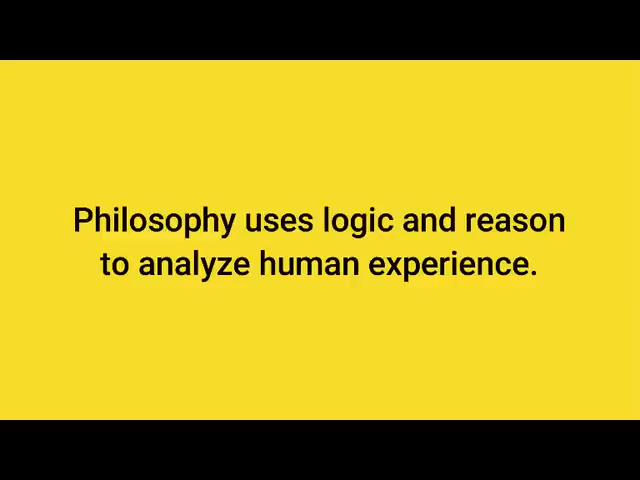 Philosophy uses logic and reason
to analyze human experience.